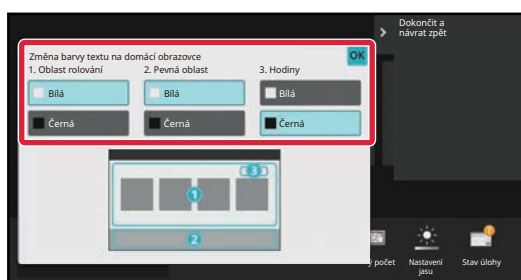 Dokončit a
návrat zpět
Změna barvy textu na domácí obrazovce
OK
1. Oblast rolování
2. Pevná oblast
3. Hodiny
Bílá
Bílá
Bílá
Černá
Černá
Černá
3
1
2
počet
Nastavení
jasu
Stav úlohy